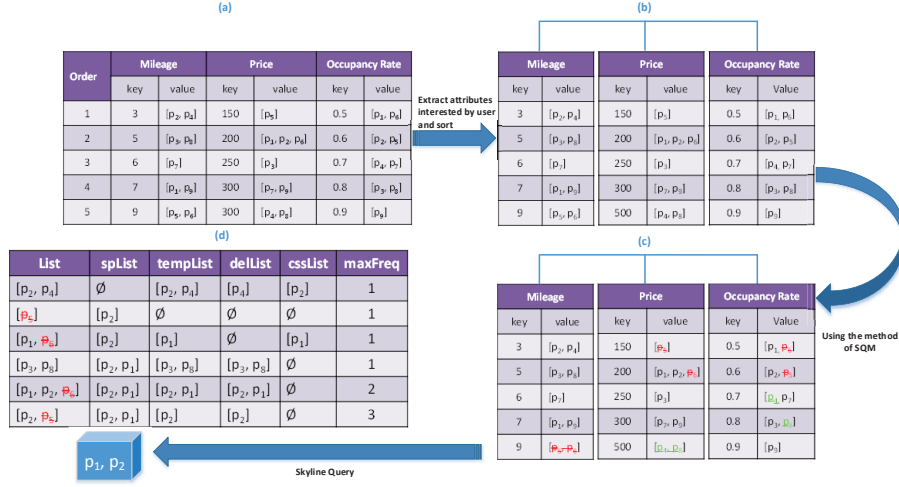 (a)
Order Mileage Price Occupancy Rate
key value key value key value
1 3 [p₂, p₄] 150 [p₅] 0.5 [p₁, p₆]
2 5 [p₃, p₈] 200 [p₁, p₂, p₆] 0.6 [p₂, p₅]
3 6 [p₇] 250 [p₃] 0.7 [p₄, p₇]
4 7 [p₁, p₉] 300 [p₇, p₉] 0.8 [p₃, p₈]
5 9 [p₅, p₆] 300 [p₄, p₈] 0.9 [p₉]
Extract attributes
interested by user
and sort
(b)
Mileage Price Occupancy Rate
key value key value key value
3 [p₂, p₄] 150 [p₅] 0.5 [p₁, p₆]
5 [p₃, p₈] 200 [p₁, p₂, p₆] 0.6 [p₂, p₅]
6 [p₇] 250 [p₃] 0.7 [p₄, p₇]
7 [p₁, p₉] 300 [p₇, p₉] 0.8 [p₃, p₈]
9 [p₅, p₆] 500 [p₄, p₈] 0.9 [p₉]
Using the method
of SQM
(c)
Mileage Price Occupancy Rate
key value key value key value
3 [p₂, p₄] 150 [p₅] 0.5 [p₁, p₆]
5 [p₃, p₈] 200 [p₁, p₂, p₆] 0.6 [p₂, p₅]
6 [p₇] 250 [p₃] 0.7 [p₄, p₇]
7 [p₁, p₉] 300 [p₇, p₉] 0.8 [p₃, p₈]
9 [p₅, p₆] 500 [p₄, p₈] 0.9 [p₉]
Skyline Query
(d)
List spList tempList delList cssList maxFreq
[p₂, p₄] Ø [p₂, p₄] [p₄] [p₂] 1
[p₅] [p₂] Ø Ø Ø 1
[p₁, p₆] [p₂] [p₁] Ø [p₁] 1
[p₃, p₈] [p₂, p₁] [p₃, p₈] [p₃, p₈] Ø 1
[p₁, p₂, p₆] [p₂, p₁] [p₂, p₁] [p₂, p₁] Ø 2
[p₂, p₅] [p₂, p₁] [p₂] [p₂] Ø 3
p₁, p₂